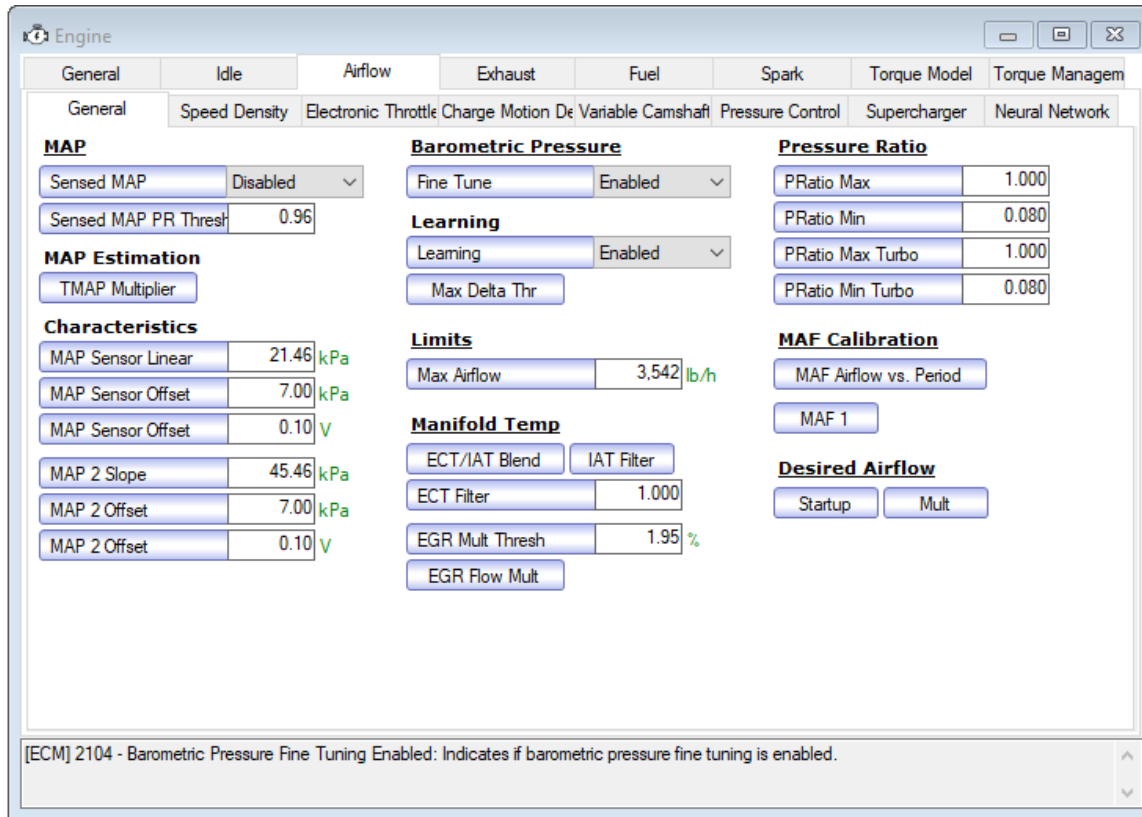 Engine
General Idle Airflow Exhaust Fuel Spark Torque Model Torque Managem
General Speed Density Electronic Throttle Charge Motion De Variable Camshaft Pressure Control Supercharger Neural Network
MAP
Sensed MAP Disabled
Sensed MAP PR Thresh 0.96
MAP Estimation
TMAP Multiplier
Characteristics
MAP Sensor Linear 21.46 kPa
MAP Sensor Offset 7.00 kPa
MAP Sensor Offset 0.10 V
MAP 2 Slope 45.46 kPa
MAP 2 Offset 7.00 kPa
MAP 2 Offset 0.10 V
Barometric Pressure
Fine Tune Enabled
Learning
Learning Enabled
Max Delta Thr
Limits
Max Airflow 3,542 lb/h
Manifold Temp
ECT/IAT Blend IAT Filter
ECT Filter 1.000
EGR Mult Thresh 1.95 %
EGR Flow Mult
Pressure Ratio
PRatio Max 1.000
PRatio Min 0.080
PRatio Max Turbo 1.000
PRatio Min Turbo 0.080
MAF Calibration
MAF Airflow vs. Period
MAF 1
Desired Airflow
Startup Mult
[ECM] 2104 - Barometric Pressure Fine Tuning Enabled: Indicates if barometric pressure fine tuning is enabled.